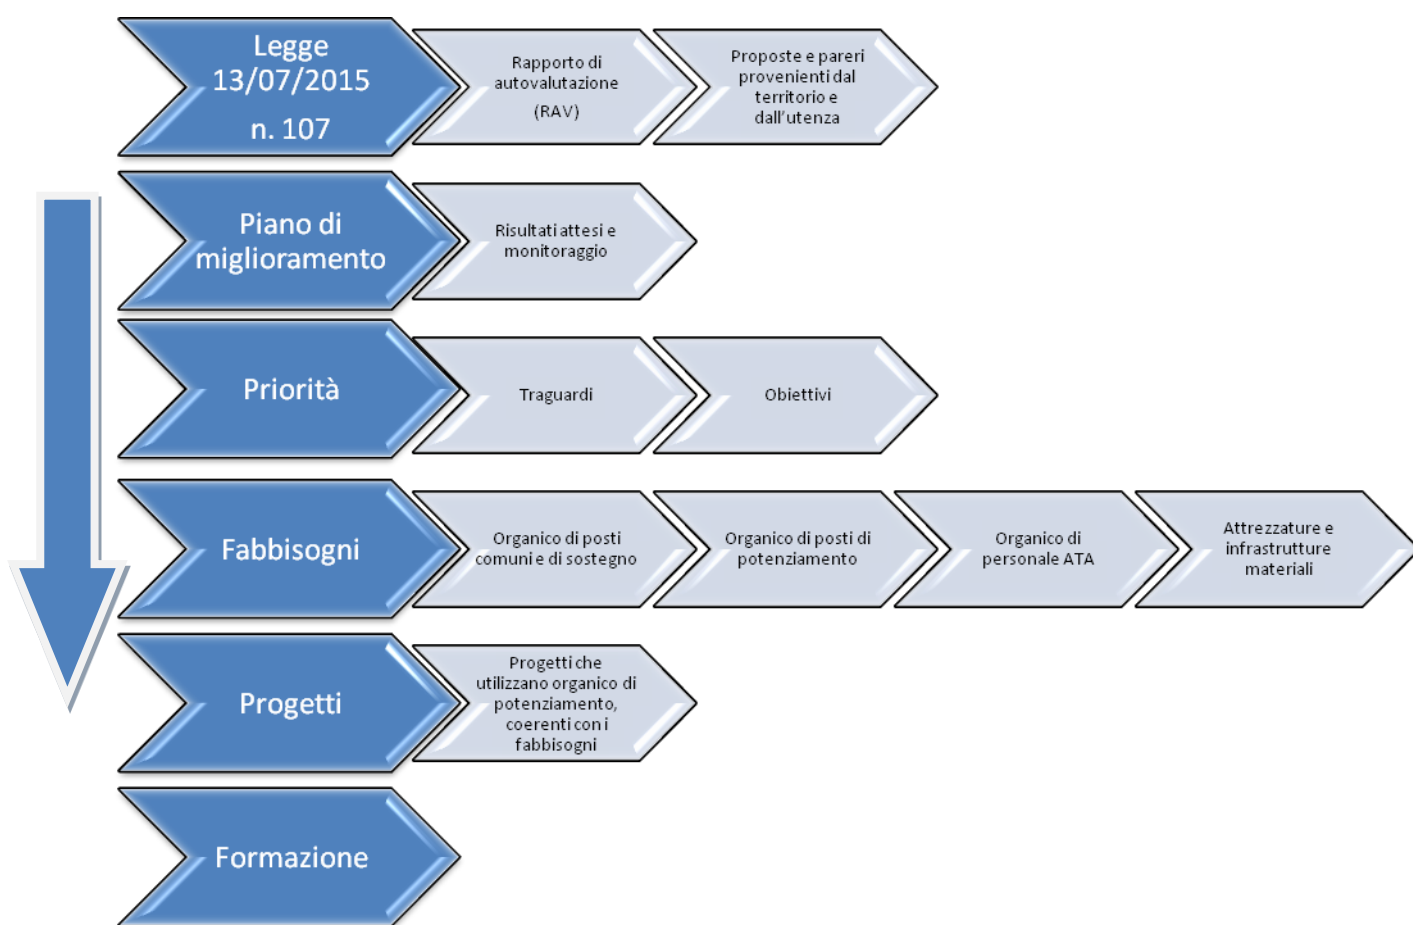 Legge
13/07/2015
n. 107
Rapporto di
autovalutazione
(RAV)
Proposte e pareri
provenienti dal
territorio e
dall'utenza
Piano di
miglioramento
Risultati attesi e
monitoraggio
Priorità
Traguardi
Obiettivi
Fabbisogni
Organico di posti
comuni e di sostegno
Organico di posti di
potenziamento
Organico di
personale ATA
Attrezzature e
infrastrutture
materiali
Progetti
Progetti che
utilizzano organico di
potenziamento,
coerenti con i
fabbisogni
Formazione